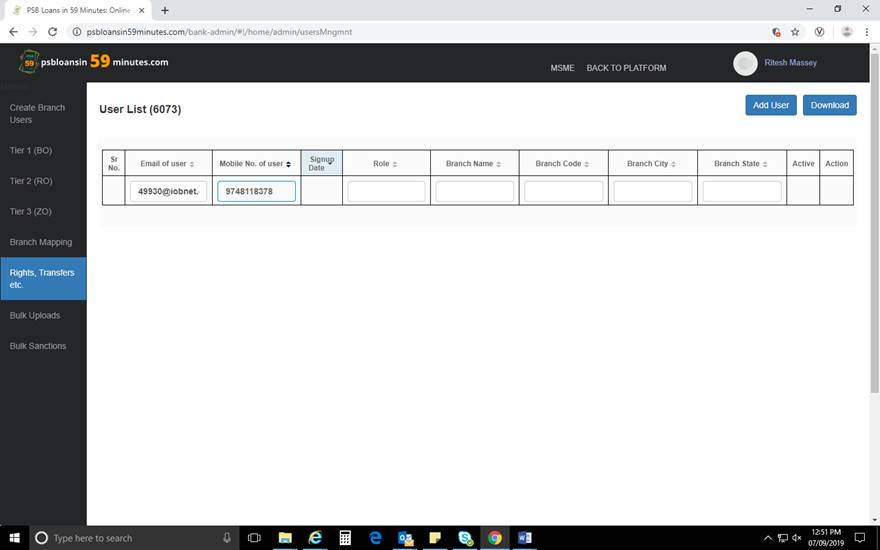 PSB Loans in 59 Minutes: Online
psbloansin59minutes.com/bank-admin/#!/home/admin/usersMngmnt
psbloansin 59 minutes.com
MSME BACK TO PLATFORM Ritesh Massey
Create Branch
Users
Tier 1 (BO)
Tier 2 (RO)
Tier 3 (ZO)
Branch Mapping
Rights, Transfers
etc.
Bulk Uploads
Bulk Sanctions
User List (6073)
Add User Download
Sr
No.
Email of user
Mobile No. of user
Signup
Date
Role
Branch Name
Branch Code
Branch City
Branch State
Active
Action
49930@iobnet.
9748118378
Type here to search
12:51 PM
07/09/2019